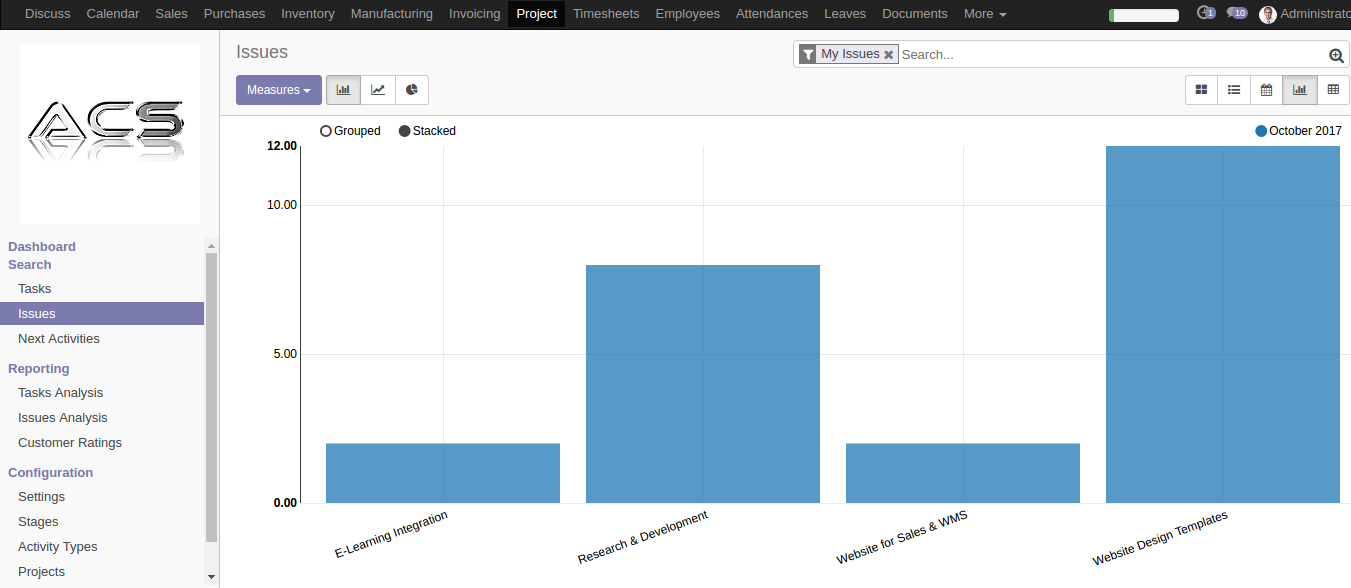 Discuss Calendar Sales Purchases Inventory Manufacturing Invoicing Project Timesheets Employees Attendances Leaves Documents More 1 10 Administrato
ACS
Issues
My Issues Search...
Measures
Dashboard
Search
Tasks
Issues
Next Activities
Reporting
Tasks Analysis
Issues Analysis
Customer Ratings
Configuration
Settings
Stages
Activity Types
Projects
Grouped Stacked October 2017
12.00
10.00
5.00
0.00
E-Learning Integration
Research & Development
Website for Sales & WMS
Website Design Templates